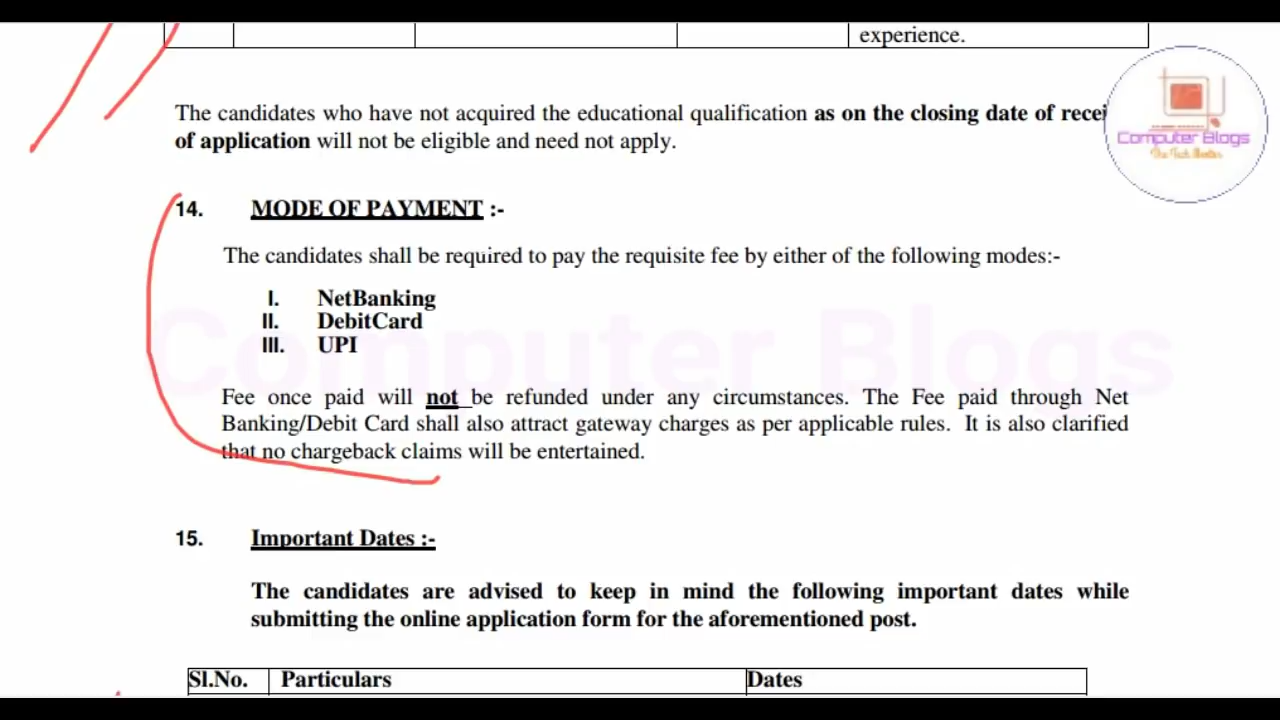 experience.
The candidates who have not acquired the educational qualification as on the closing date of recei
of application will not be eligible and need not apply.
Computer Blogs
The Tech Mentor
14. MODE OF PAYMENT :-
The candidates shall be required to pay the requisite fee by either of the following modes:-
I. NetBanking
II. DebitCard
III. UPI
Computer Blogs
Fee once paid will not be refunded under any circumstances. The Fee paid through Net
Banking/Debit Card shall also attract gateway charges as per applicable rules. It is also clarified
that no chargeback claims will be entertained.
15. Important Dates :-
The candidates are advised to keep in mind the following important dates while
submitting the online application form for the aforementioned post.
Sl.No. Particulars Dates